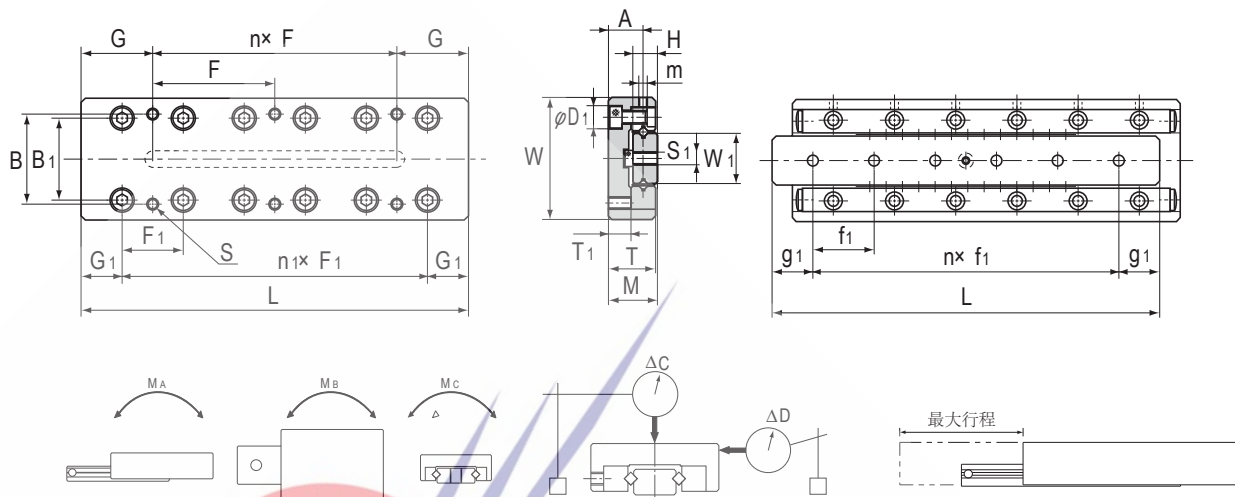 G n× F G
F
B B1
F1 S
G1 n1× F1 G1
L
A
H
m
φD1
W S1 W1
T1 T
M
f1
g1 n× f1 g1
L
MA MB MC
ΔC
ΔD
最大行程